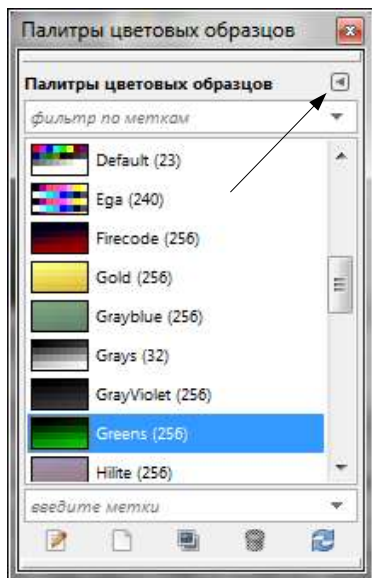 Палитры цветовых образцов
Палитры цветовых образцов
фильтр по меткам
Default (23)
Ega (240)
Firecode (256)
Gold (256)
Grayblue (256)
Grays (32)
GrayViolet (256)
Greens (256)
Hilite (256)
введите метки